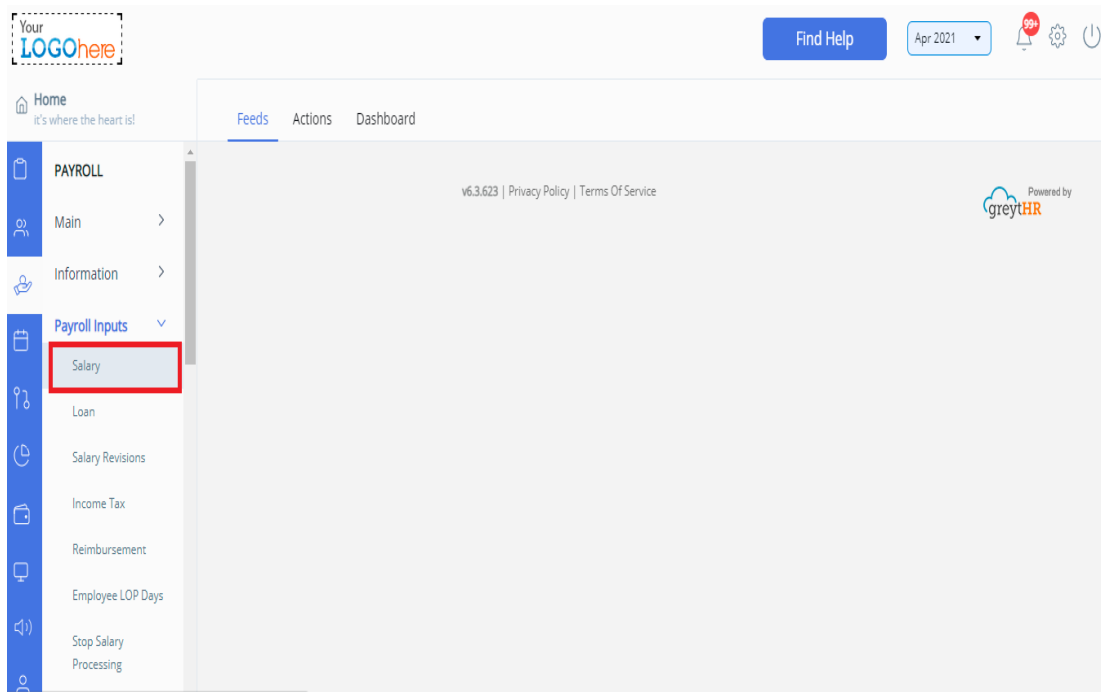 Your
LOGOhere
Find Help
Apr 2021
99+
Home
it's where the heart is!
Feeds Actions Dashboard
PAYROLL
v6.3.623 | Privacy Policy | Terms Of Service
Powered by
greytHR
Main
Information
Payroll Inputs
Salary
Loan
Salary Revisions
Income Tax
Reimbursement
Employee LOP Days
Stop Salary
Processing